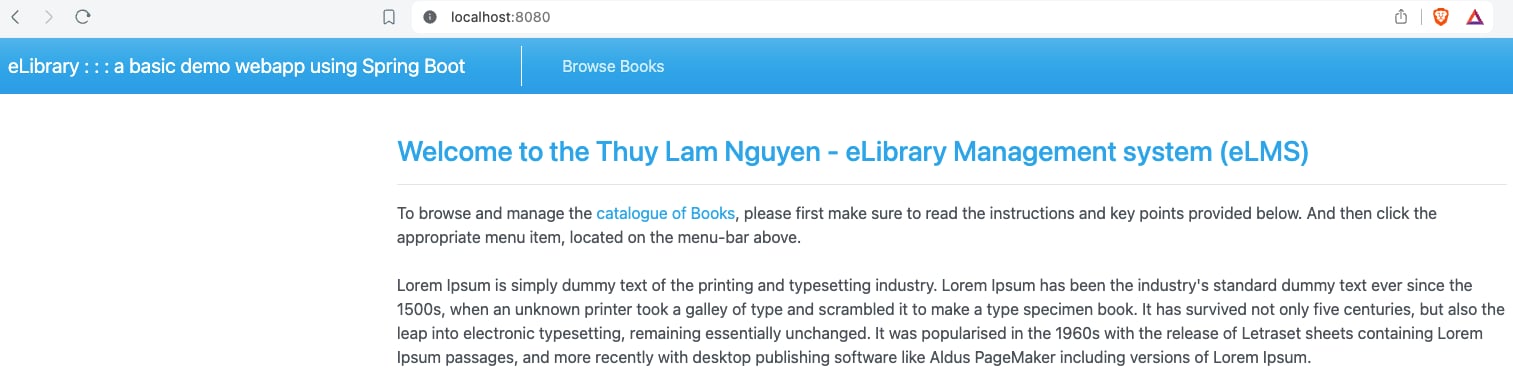 localhost:8080
eLibrary : : : a basic demo webapp using Spring Boot
Browse Books
Welcome to the Thuy Lam Nguyen - eLibrary Management system (eLMS)
To browse and manage the catalogue of Books, please first make sure to read the instructions and key points provided below. And then click the
appropriate menu item, located on the menu-bar above.
Lorem Ipsum is simply dummy text of the printing and typesetting industry. Lorem Ipsum has been the industry's standard dummy text ever since the
1500s, when an unknown printer took a galley of type and scrambled it to make a type specimen book. It has survived not only five centuries, but also the
leap into electronic typesetting, remaining essentially unchanged. It was popularised in the 1960s with the release of Letraset sheets containing Lorem
Ipsum passages, and more recently with desktop publishing software like Aldus PageMaker including versions of Lorem Ipsum.